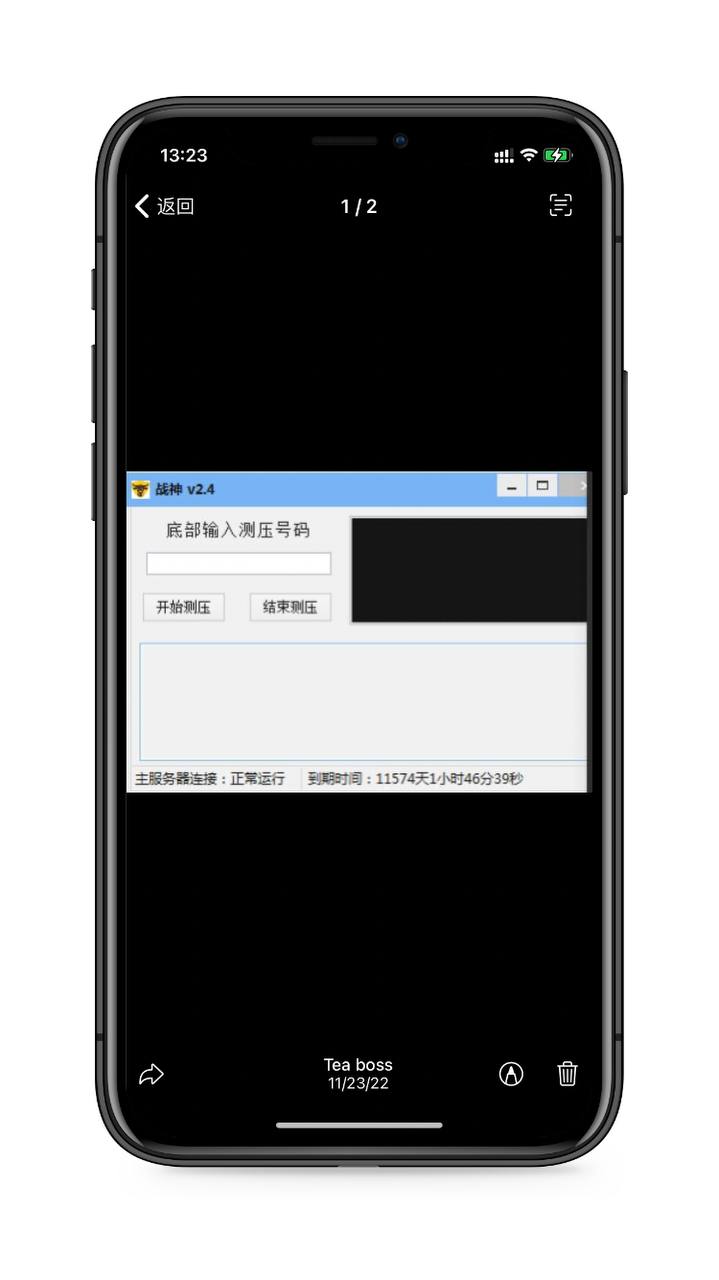 13:23
返回
1 / 2
战神 v2.4
底部输入测压号码
开始测压
结束测压
主服务器连接：正常运行
到期时间：11574天1小时46分39秒
Tea boss
11/23/22